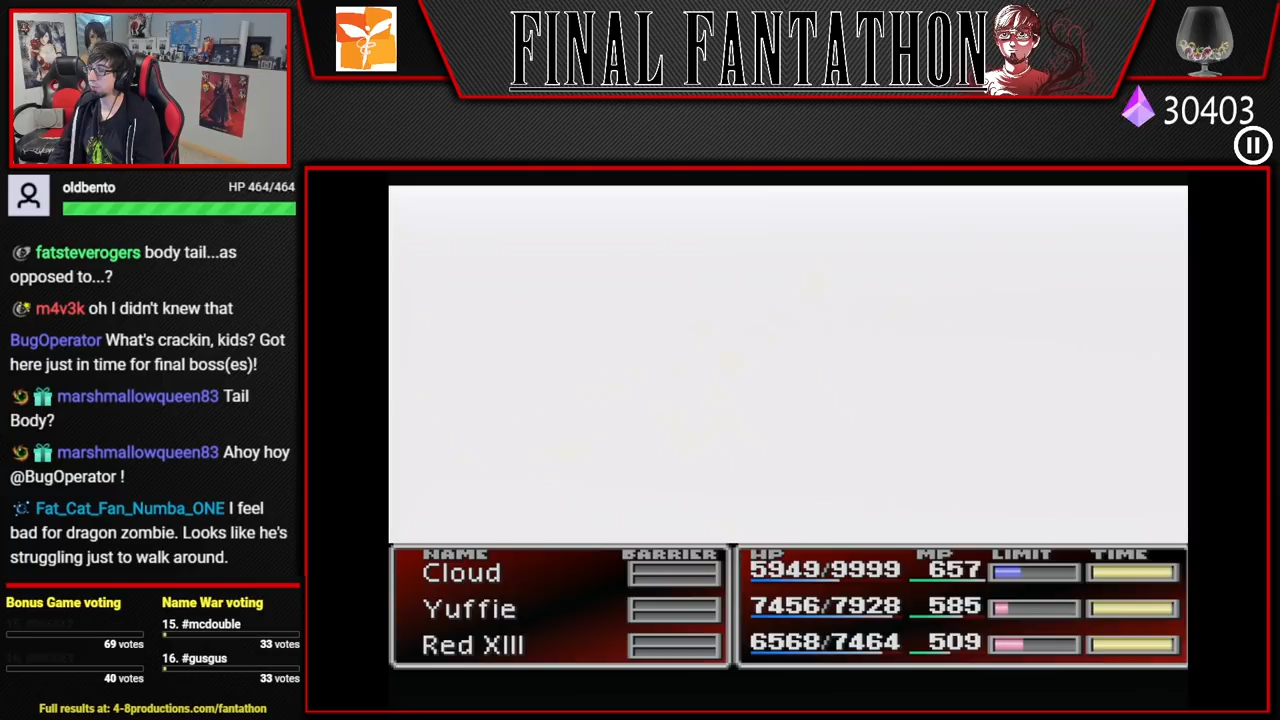 FINAL FANTATHON
30403
oldbento
HP 464/464
fatsteverogers body tail...as
opposed to...?
m4v3k oh I didn't knew that
BugOperator What's crackin, kids? Got
here just in time for final boss(es)!
marshmallowqueen83 Tail
Body?
marshmallowqueen83 Ahoy hoy
@BugOperator !
Fat_Cat_Fan_Numba_ONE I feel
bad for dragon zombie. Looks like he's
struggling just to walk around.
Bonus Game voting
69 votes
40 votes
Name War voting
15. #mcdouble
33 votes
16. #gusgus
33 votes
Full results at: 4-8productions.com/fantathon
NAME BARRIER HP MP LIMIT TIME
Cloud 5949/9999 657
Yuffie 7456/7928 585
Red XIII 6568/7464 509